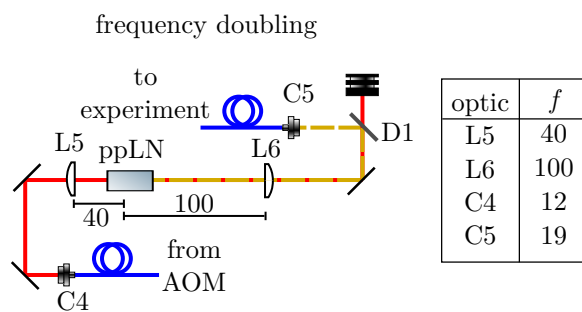 frequency doubling
to
experiment
C5
D1
L5
ppLN
L6
40
100
from
AOM
C4
optic f
L5 40
L6 100
C4 12
C5 19